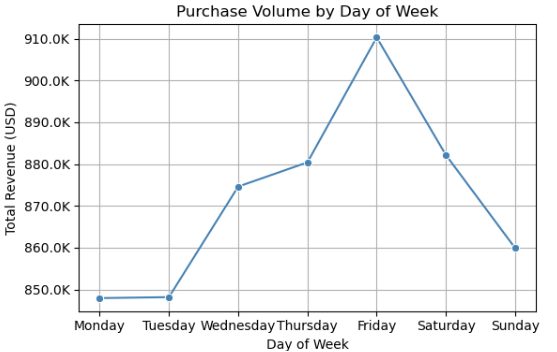 Purchase Volume by Day of Week
910.0K
900.0K
890.0K
880.0K
870.0K
860.0K
850.0K
Total Revenue (USD)
Monday Tuesday Wednesday Thursday Friday Saturday Sunday
Day of Week